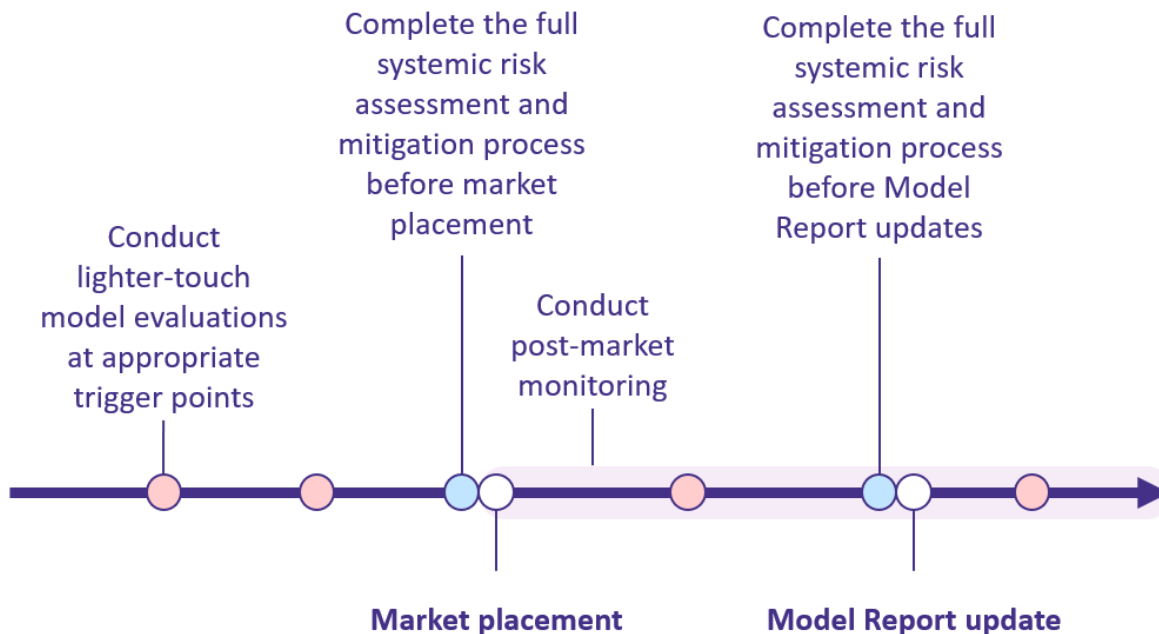 Conduct
lighter-touch
model evaluations
at appropriate
trigger points
Complete the full
systemic risk
assessment and
mitigation process
before market
placement
Conduct
post-market
monitoring
Complete the full
systemic risk
assessment and
mitigation process
before Model
Report updates
Market placement
Model Report update